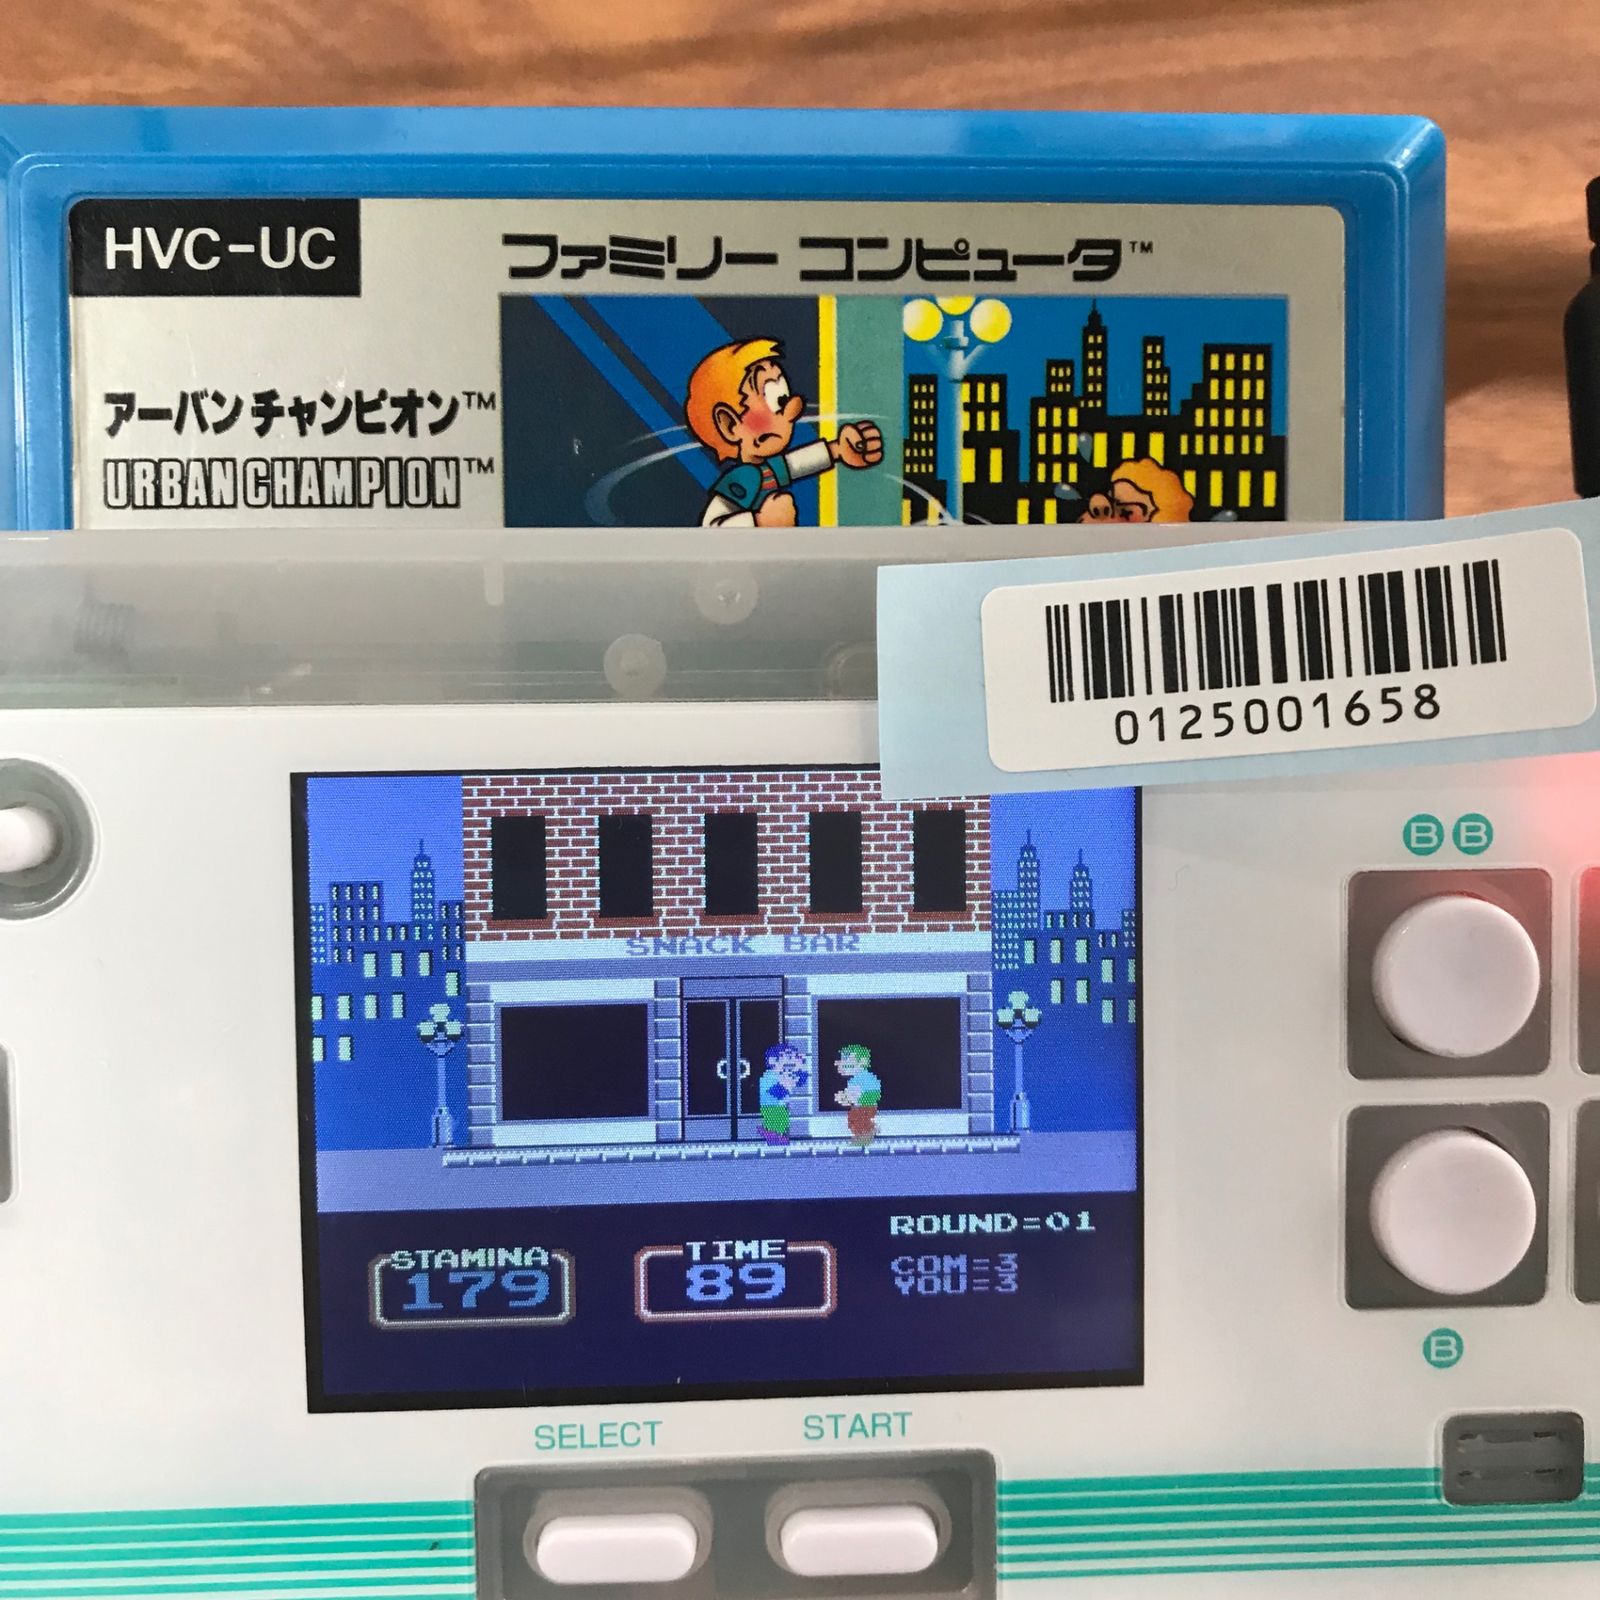 HVC-UC
ファミリー コンピュータ™
アーバン チャンピオン™
URBAN CHAMPION™
0125001658
B B
SNACK BAR
ROUND=01
STAMINA
179
TIME
89
COM=3
YOU=3
B
SELECT
START